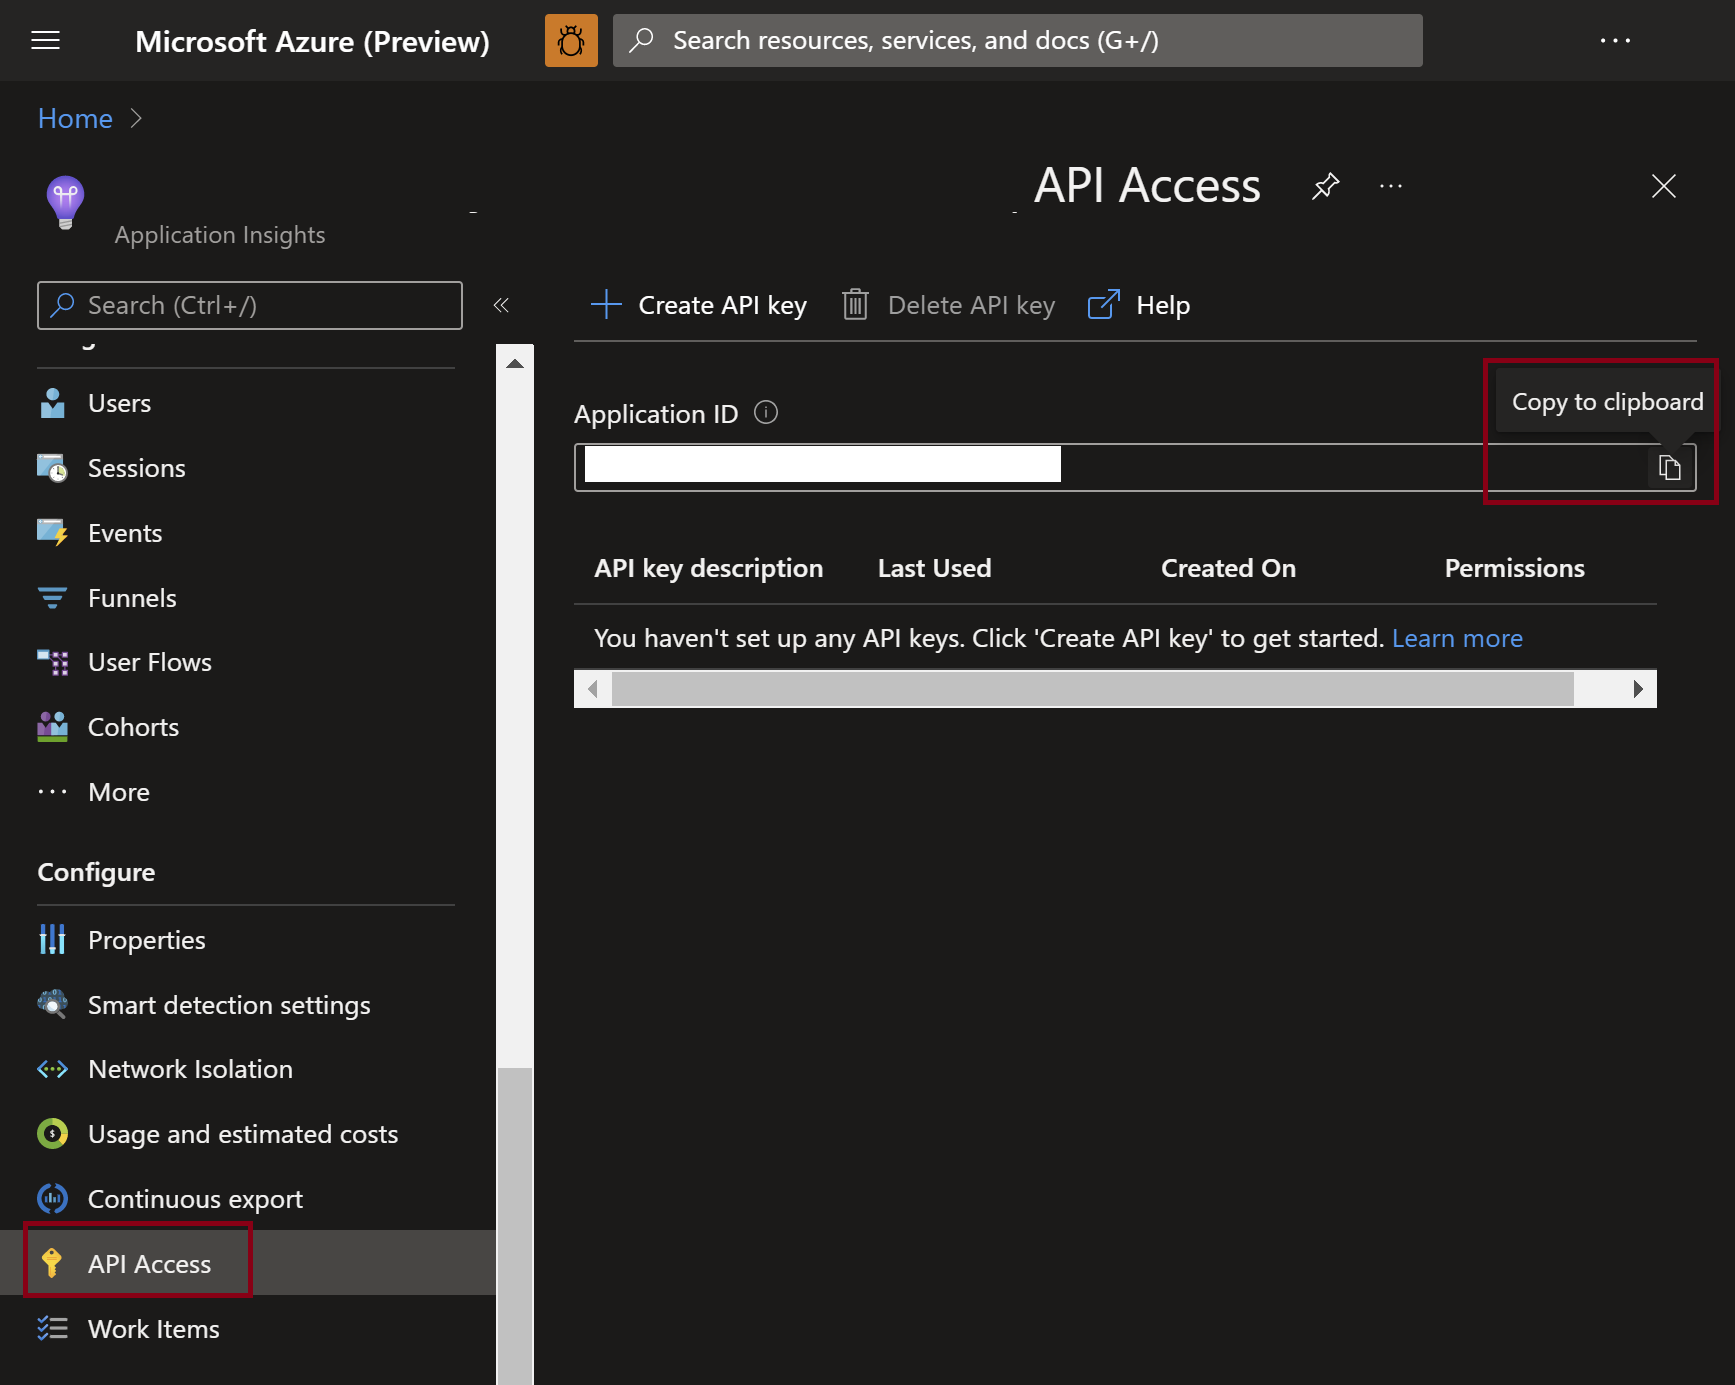 Microsoft Azure (Preview)
Search resources, services, and docs (G+/)
Home
API Access
Application Insights
Search (Ctrl+/)
Users
Sessions
Events
Funnels
User Flows
Cohorts
More
Configure
Properties
Smart detection settings
Network Isolation
Usage and estimated costs
Continuous export
API Access
Work Items
Create API key
Delete API key
Help
Copy to clipboard
Application ID
API key description Last Used Created On Permissions
You haven't set up any API keys. Click 'Create API key' to get started. Learn more